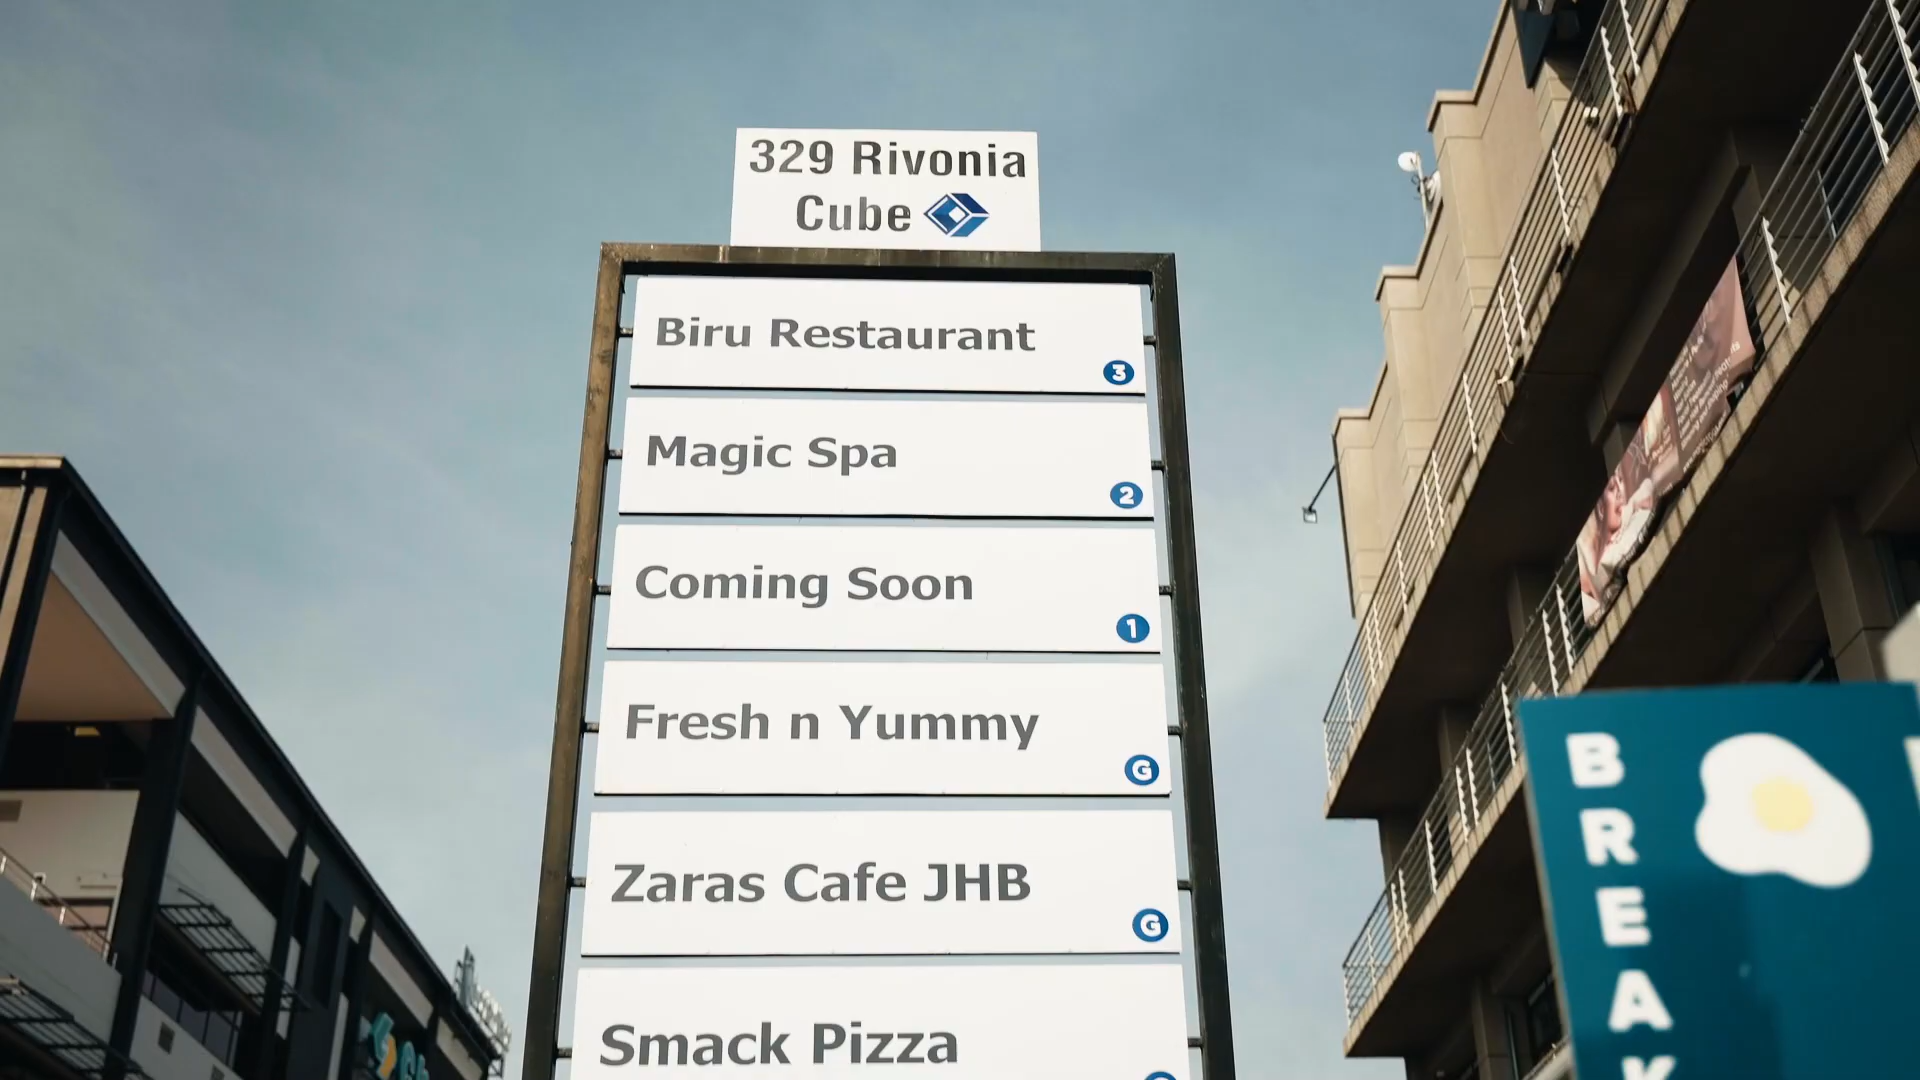 329 Rivonia
Cube
Biru Restaurant
3
Magic Spa
2
Coming Soon
1
Fresh n Yummy
G
Zaras Cafe JHB
G
Smack Pizza
B
R
E
A
K